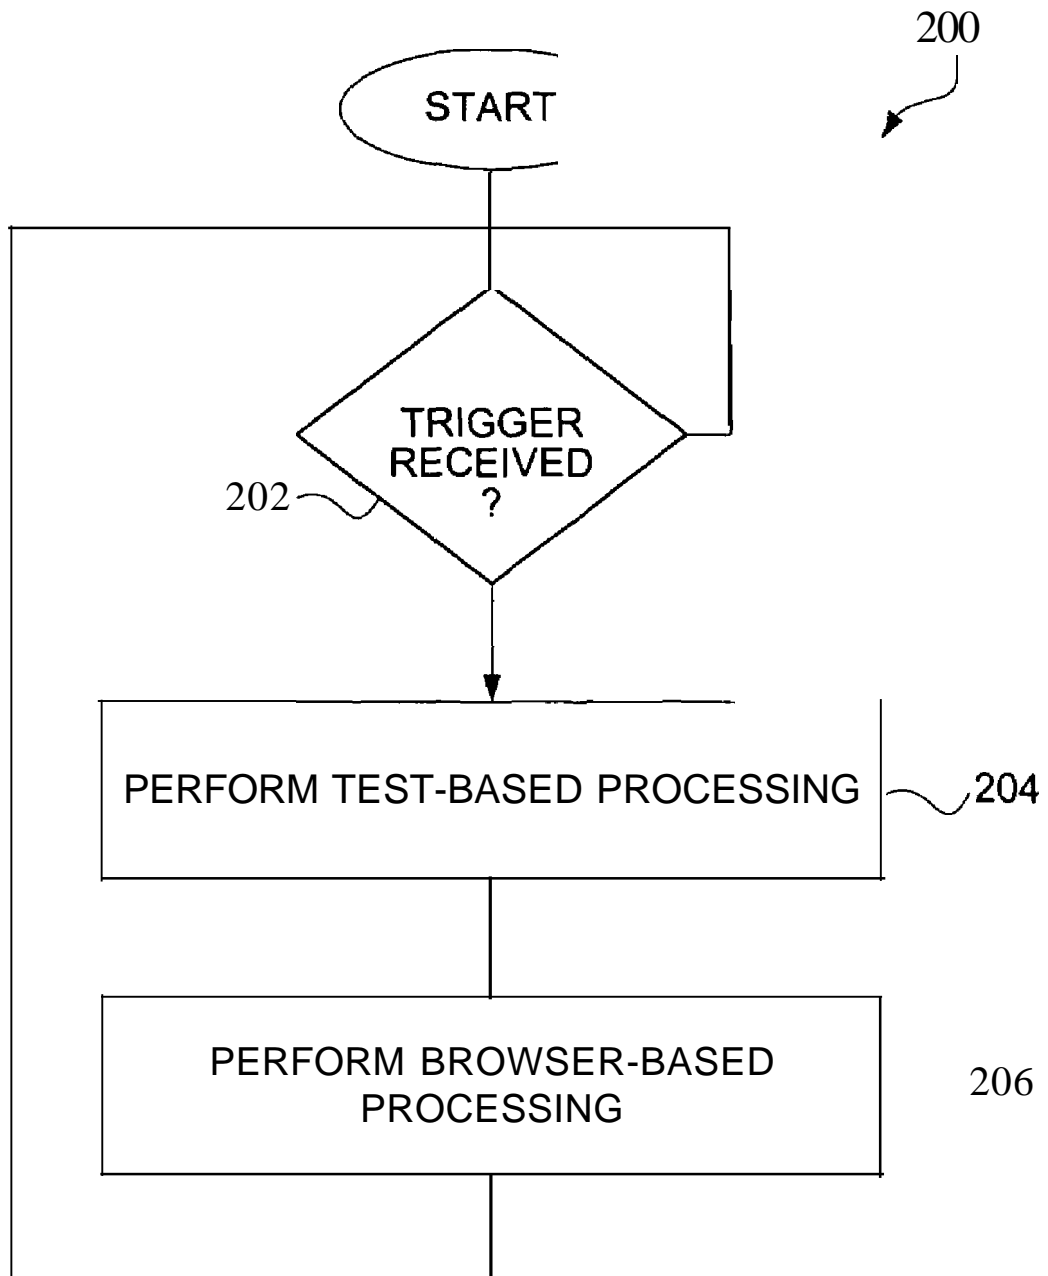 200
START
TRIGGER
RECEIVED
?
202
PERFORM TEST-BASED PROCESSING
204
PERFORM BROWSER-BASED
PROCESSING
206